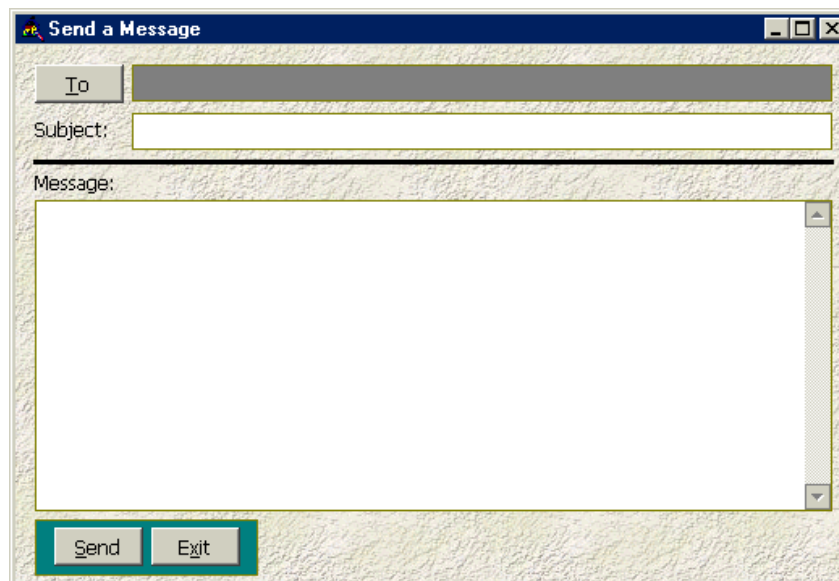 Send a Message
To
Subject:
Message:
Send Exit